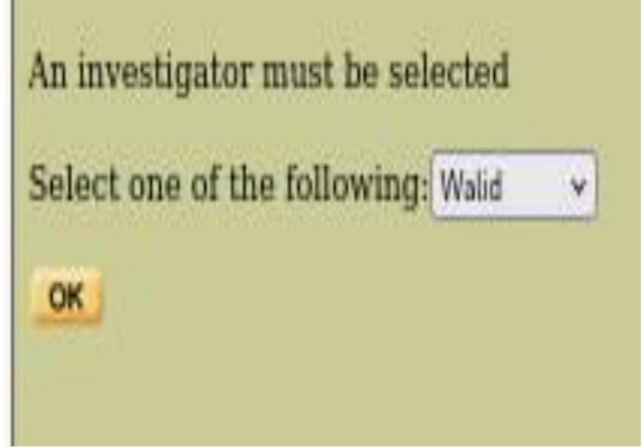 An investigator must be selected
Select one of the following: Walid
OK